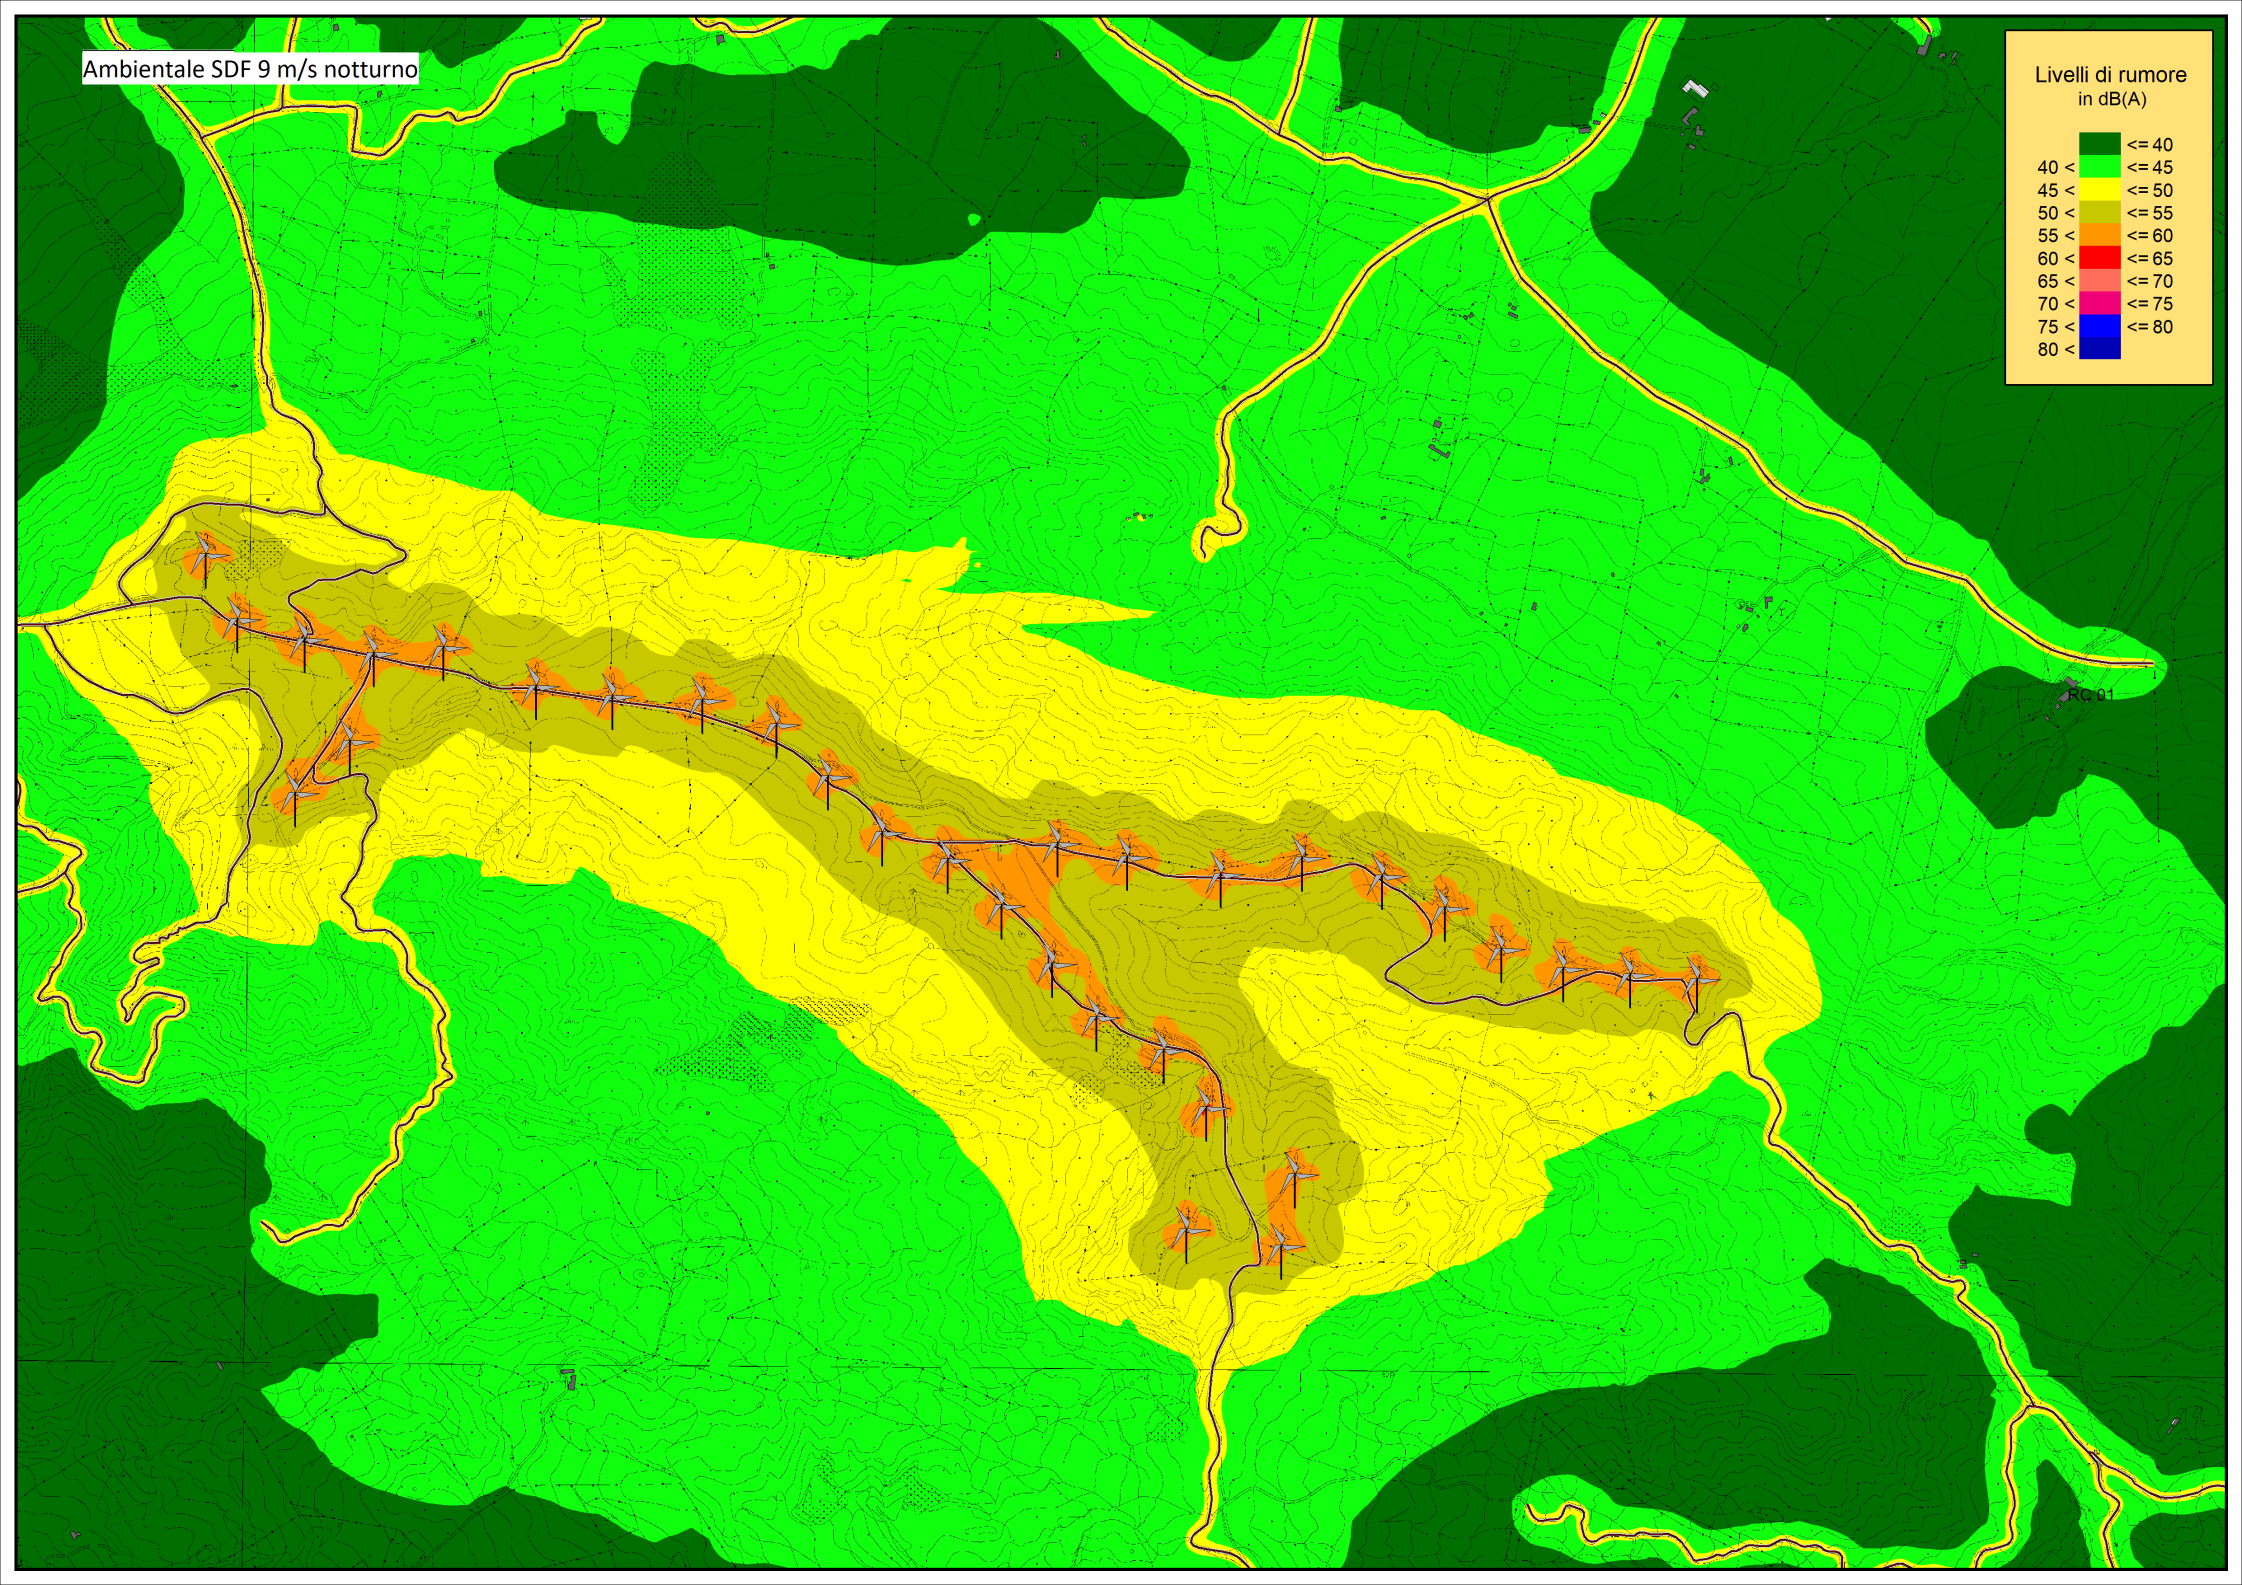 Ambientale SDF 9 m/s notturno
Livelli di rumore
in dB(A)
<= 40
40 < <= 45
45 < <= 50
50 < <= 55
55 < <= 60
60 < <= 65
65 < <= 70
70 < <= 75
75 < <= 80
80 <
RC 01